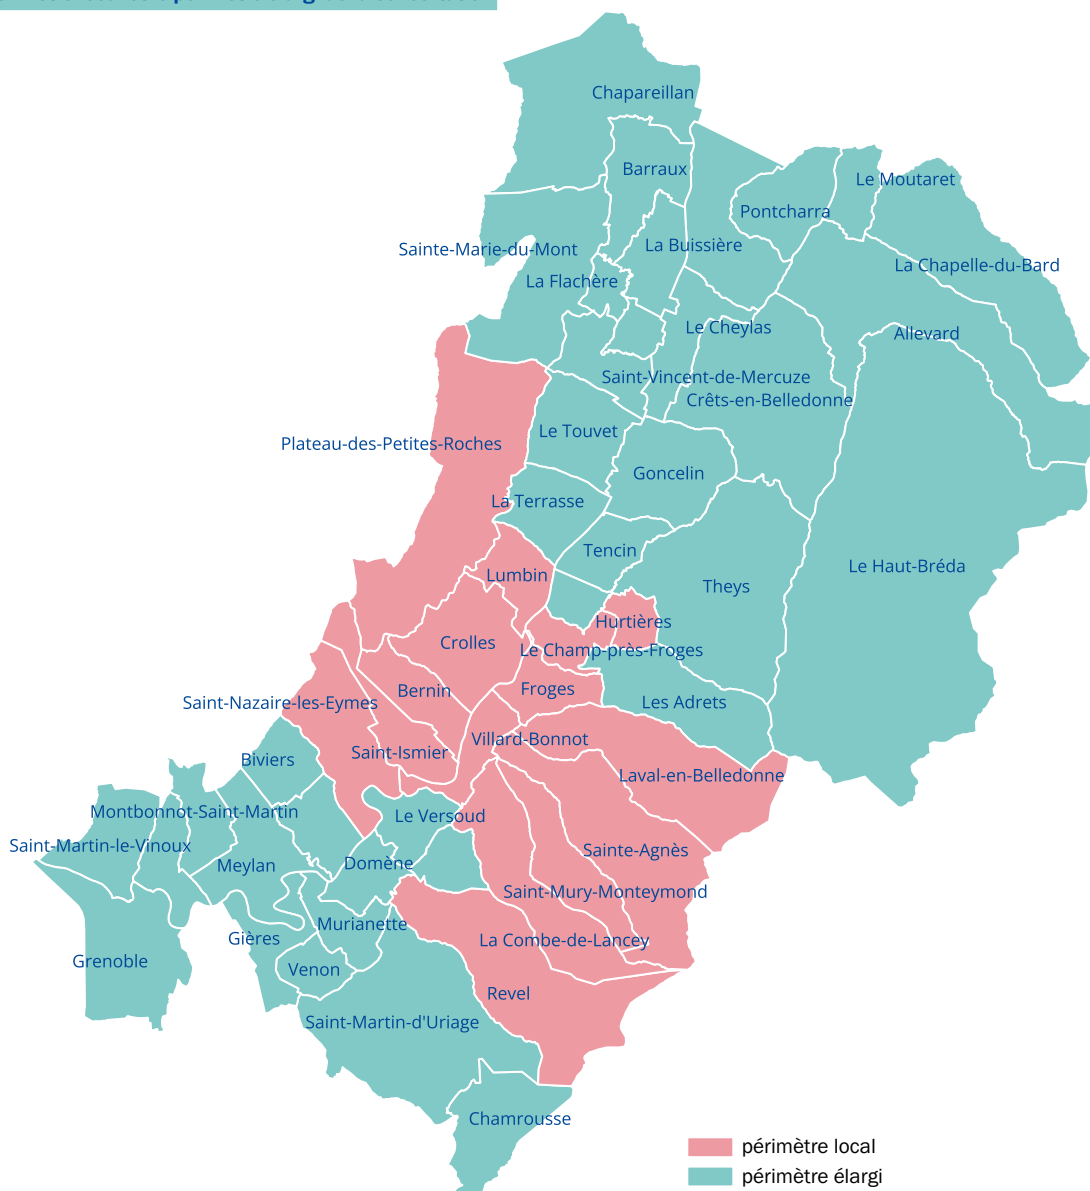 Chapareillan
Barraux
Le Moutaret
Pontcharra
La Buissière
Sainte-Marie-du-Mont
La Chapelle-du-Bard
La Flachère
Le Cheylas
Allevard
Saint-Vincent-de-Mercuze
Crêts-en-Belledonne
Le Touvet
Plateau-des-Petites-Roches
Goncelin
La Terrasse
Tencin
Le Haut-Bréda
Lumbin
Theys
Hurtières
Crolles
Le Champ-près-Froges
Bernin
Froges
Saint-Nazaire-les-Eymes
Les Adrets
Villard-Bonnot
Saint-Ismier
Biviers
Laval-en-Belledonne
Montbonnot-Saint-Martin
Le Versoud
Saint-Martin-le-Vinoux
Sainte-Agnès
Meylan
Domène
Saint-Mury-Monteymond
Murianette
Gières
La Combe-de-Lancey
Grenoble
Venon
Revel
Saint-Martin-d'Uriage
Chamrousse
périmètre local
périmètre élargi